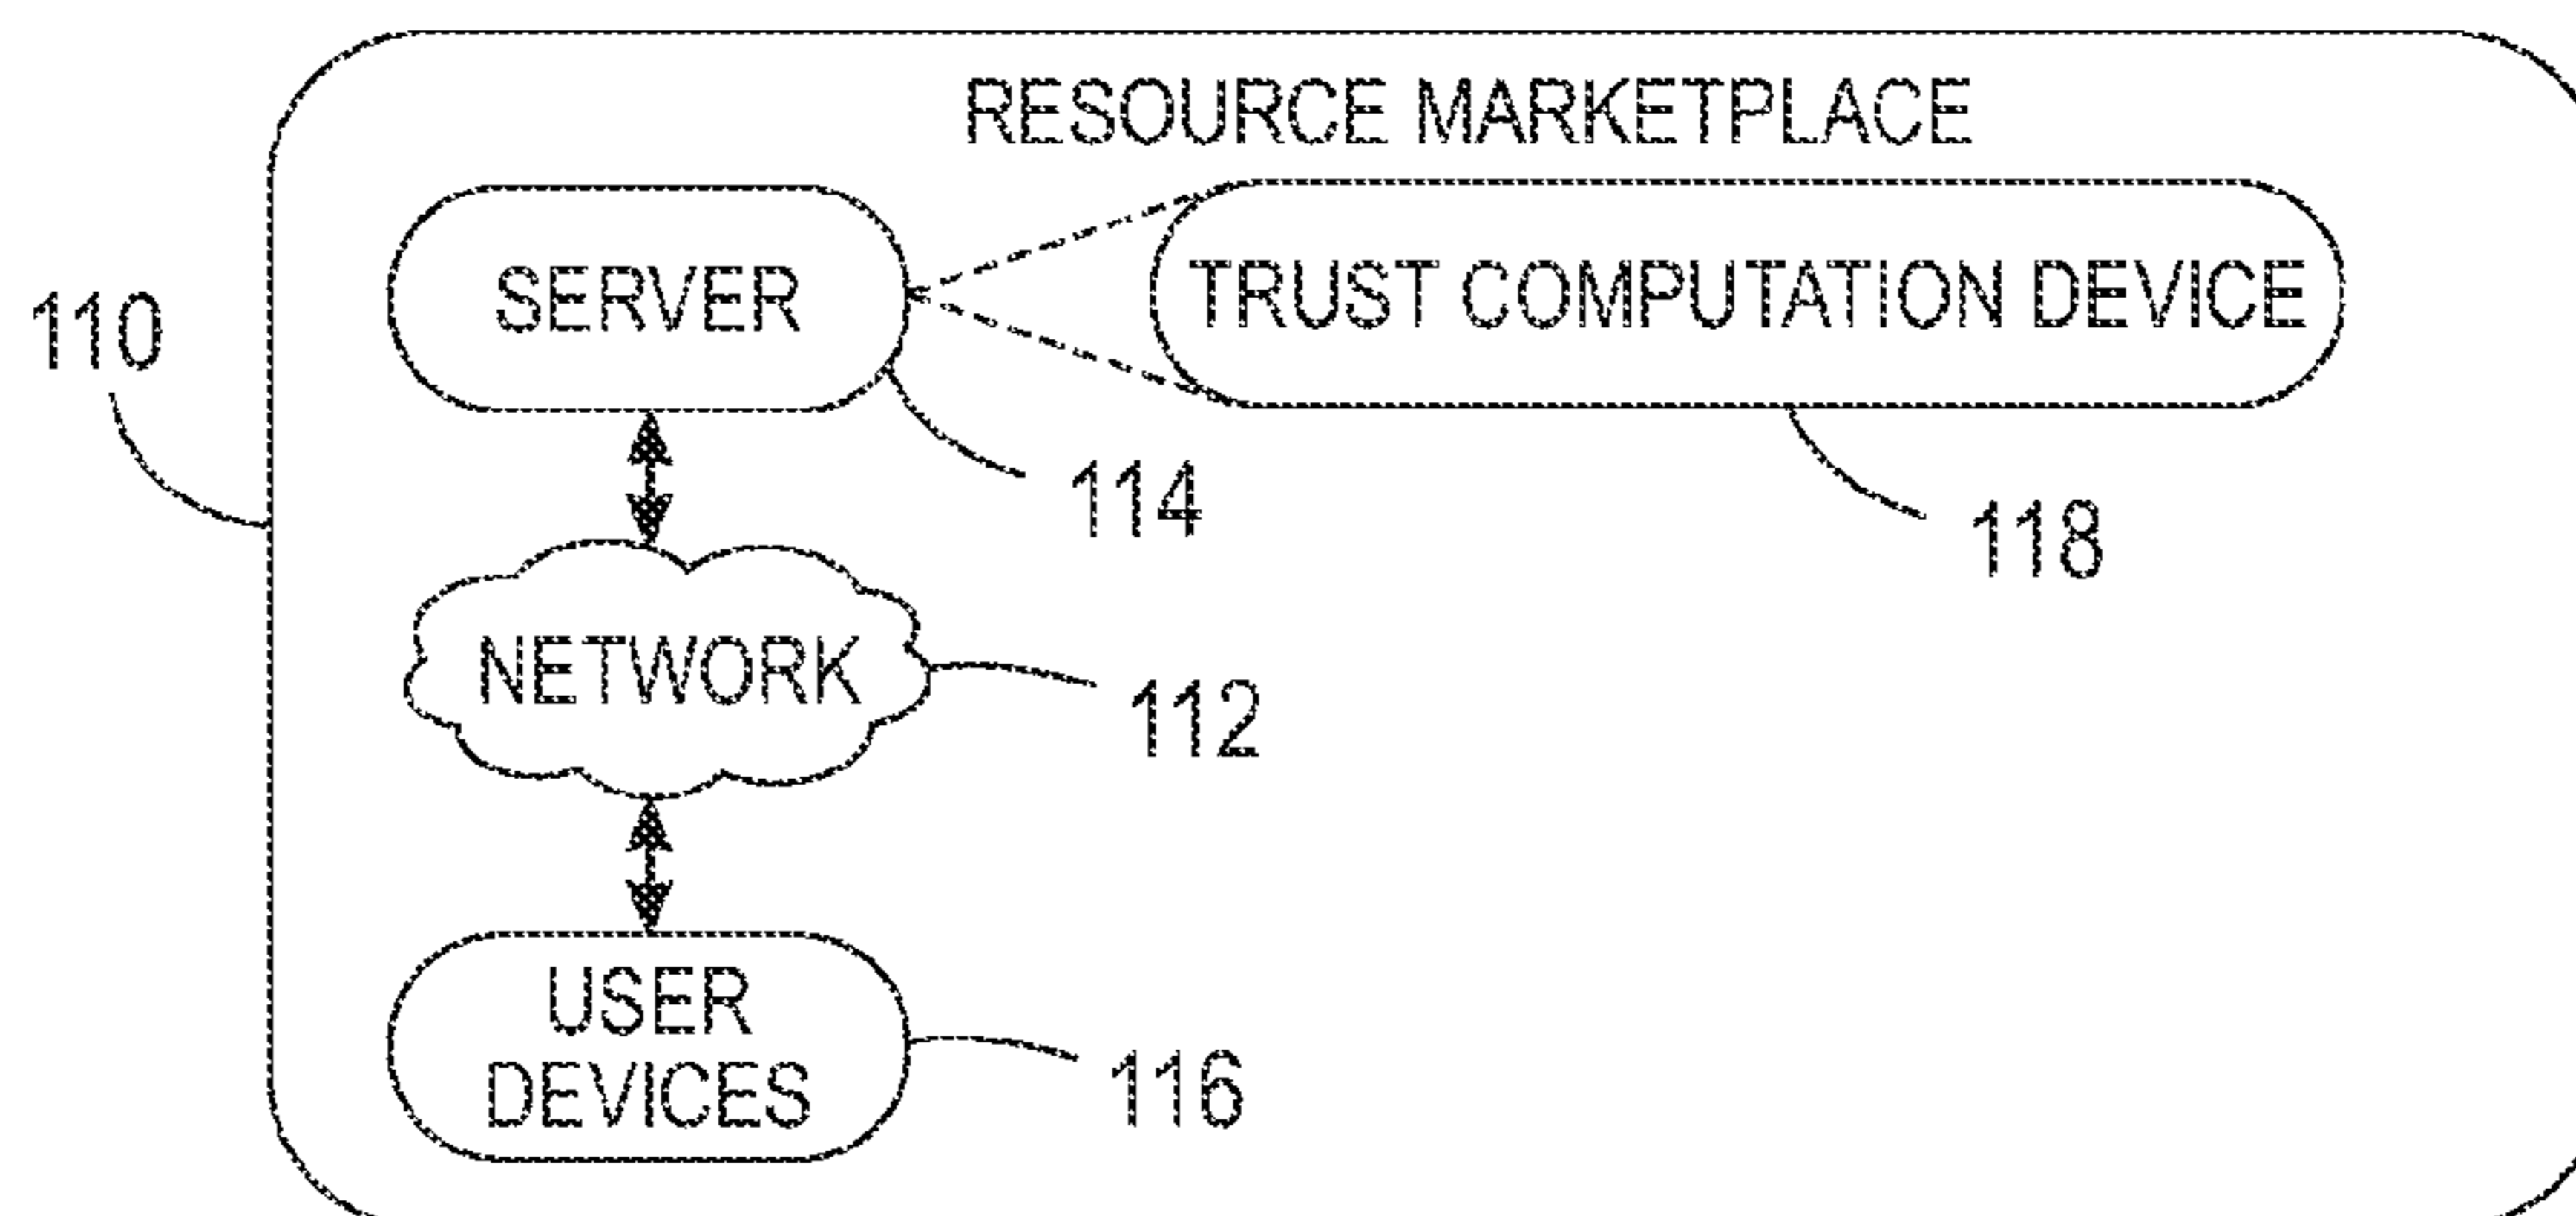 RESOURCE MARKETPLACE
SERVER
TRUST COMPUTATION DEVICE
110
114
118
NETWORK
112
USER
DEVICES
116